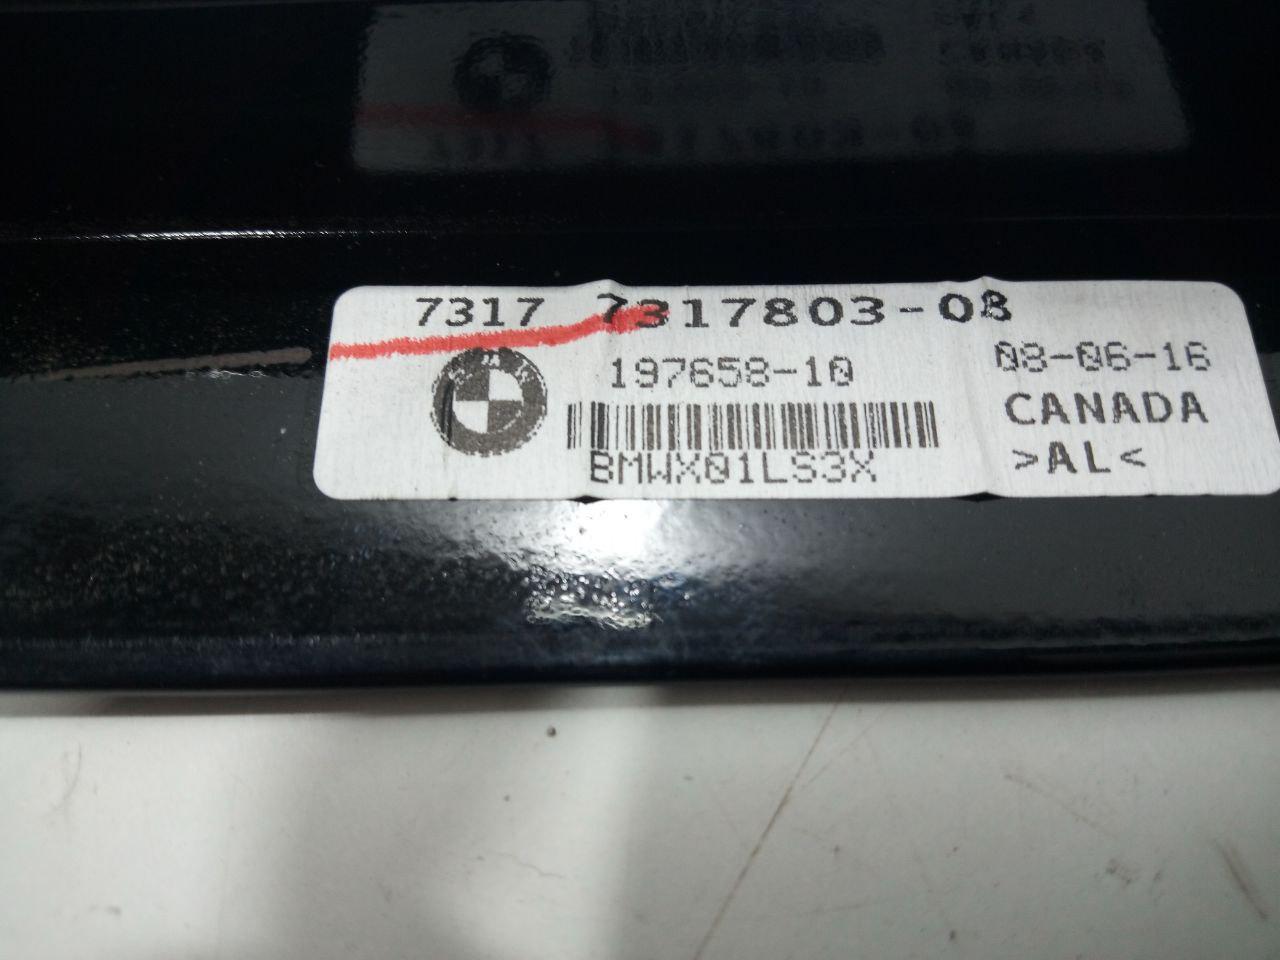 7317 7317803-08
197658-10 08-06-16
CANADA
BMWX01LS3X >AL<